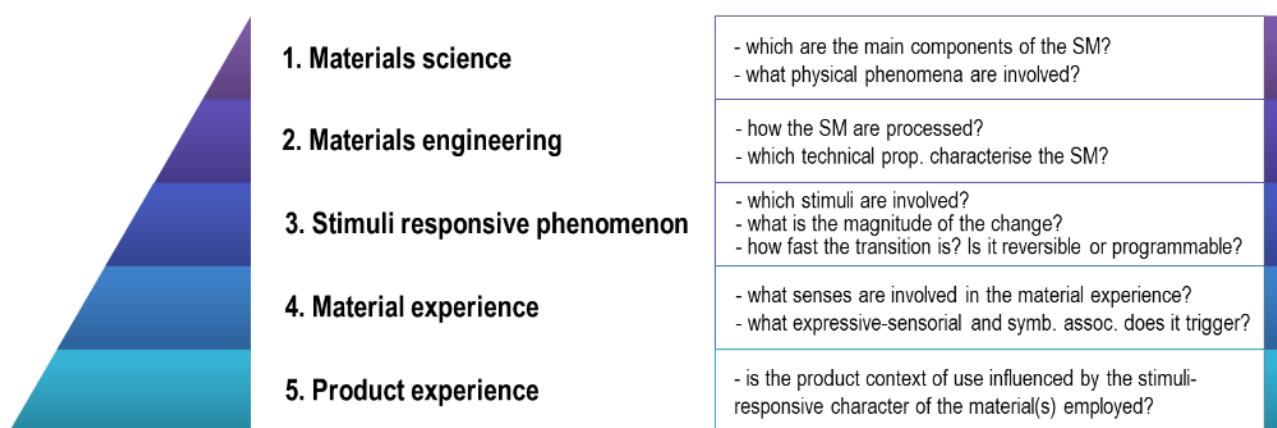 1. Materials science
- which are the main components of the SM?
- what physical phenomena are involved?
2. Materials engineering
- how the SM are processed?
- which technical prop. characterise the SM?
3. Stimuli responsive phenomenon
- which stimuli are involved?
- what is the magnitude of the change?
- how fast the transition is? Is it reversible or programmable?
4. Material experience
- what senses are involved in the material experience?
- what expressive-sensorial and symb. assoc. does it trigger?
5. Product experience
- is the product context of use influenced by the stimuli-
responsive character of the material(s) employed?